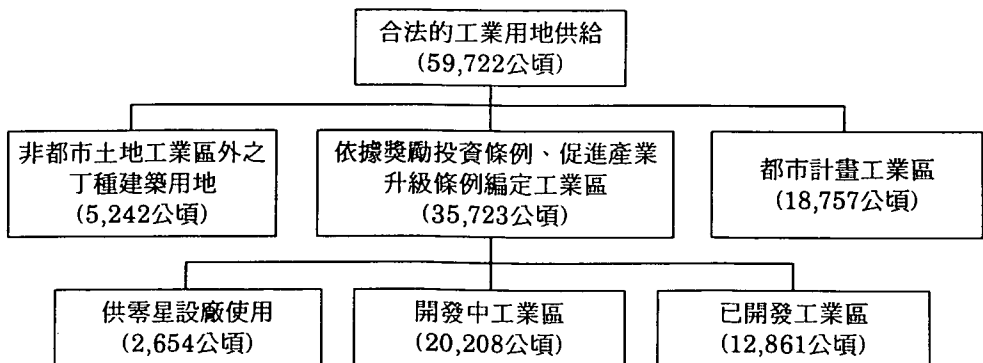 合法的工業用地供給
(59,722公頃)
非都市土地工業區外之
丁種建築用地
(5,242公頃)
依據獎勵投資條例、促進產業
升級條例編定工業區
(35,723公頃)
都市計畫工業區
(18,757公頃)
供零星設廠使用
(2,654公頃)
開發中工業區
(20,208公頃)
已開發工業區
(12,861公頃)